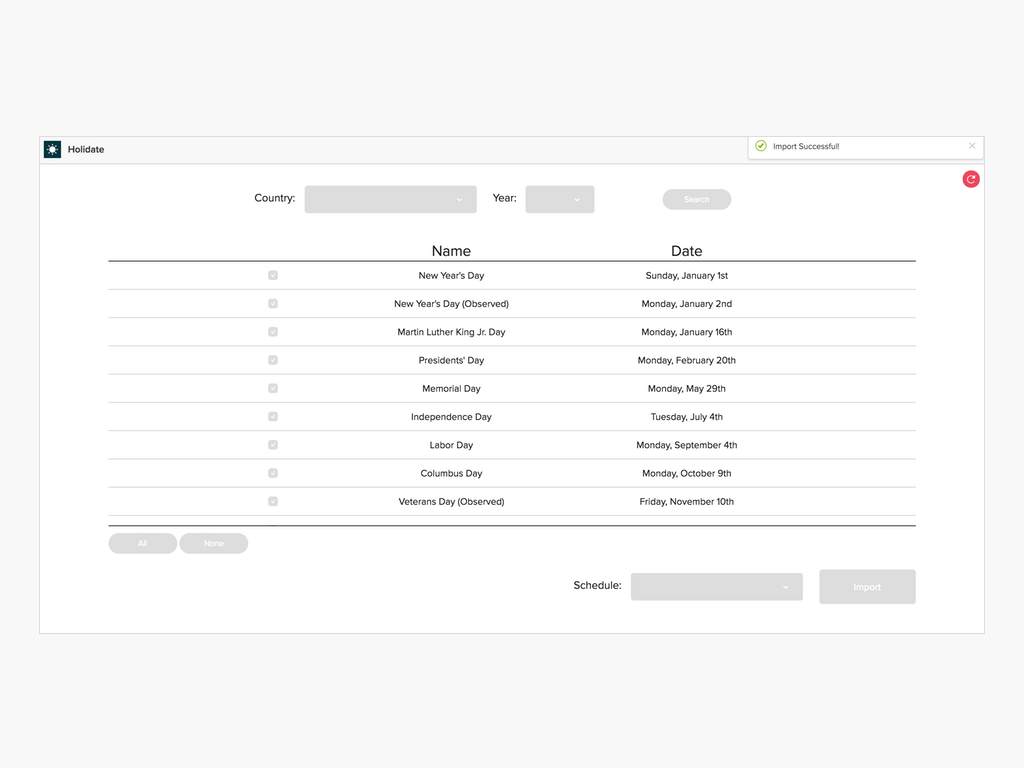 Holidate
Import Successful!
Country:
Year:
Search
Name Date
New Year's Day Sunday, January 1st
New Year's Day (Observed) Monday, January 2nd
Martin Luther King Jr. Day Monday, January 16th
Presidents' Day Monday, February 20th
Memorial Day Monday, May 29th
Independence Day Tuesday, July 4th
Labor Day Monday, September 4th
Columbus Day Monday, October 9th
Veterans Day (Observed) Friday, November 10th
All None
Schedule:
Import